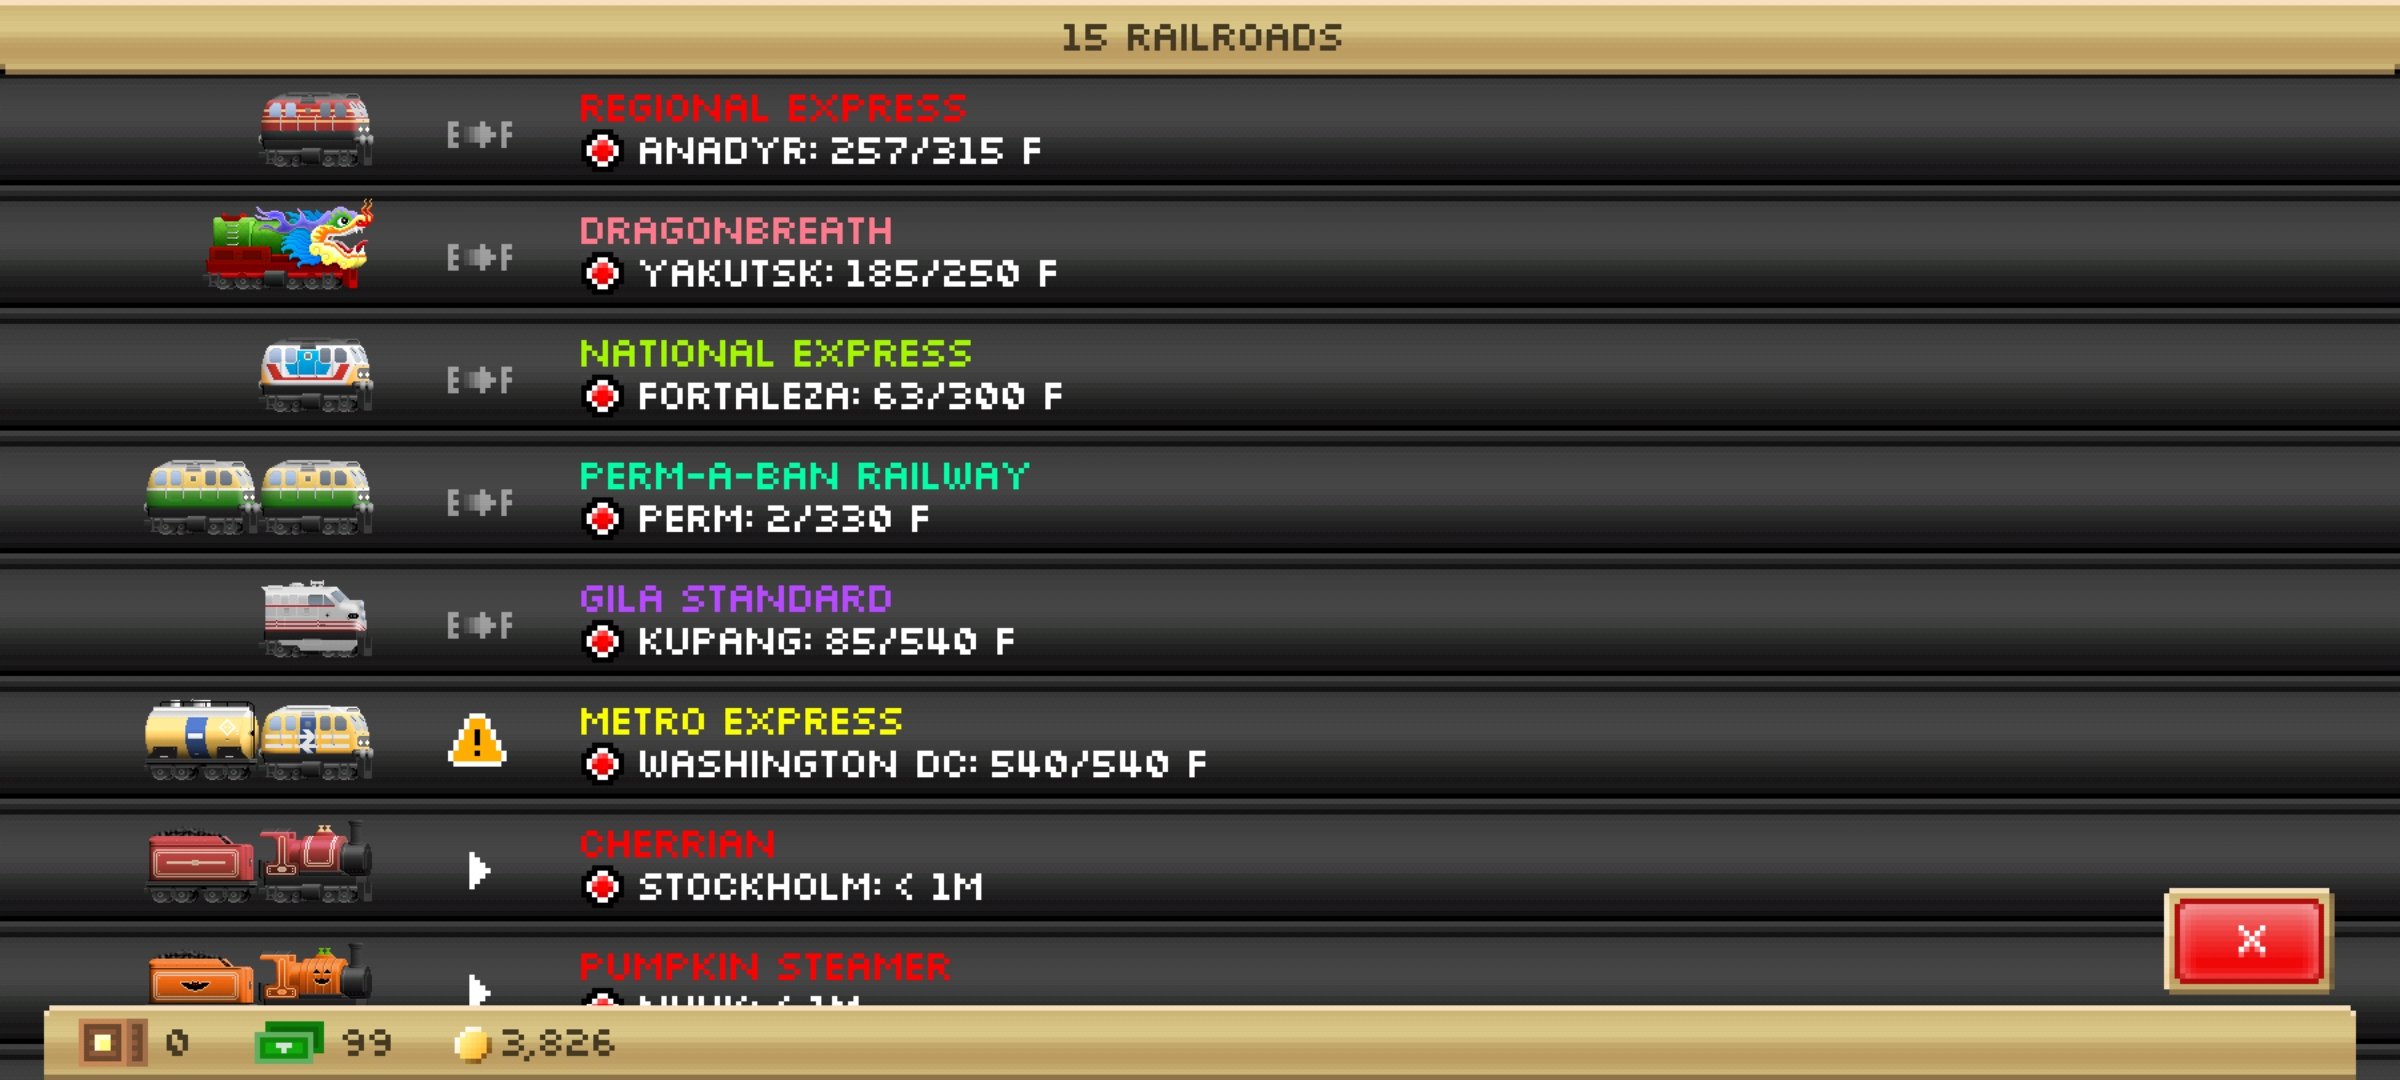 15 RAILROADS
E F
REGIONAL EXPRESS
ANADYR: 257/315 F
E F
DRAGONBREATH
YAKUTSK: 185/250 F
E F
NATIONAL EXPRESS
FORTALEZA: 63/300 F
E F
PERM-A-BAN RAILWAY
PERM: 2/330 F
E F
GILA STANDARD
KUPANG: 85/540 F
!
METRO EXPRESS
WASHINGTON DC: 540/540 F
CHERRIAN
STOCKHOLM: < 1M
PUMPKIN STEAMER
X
0 99 3,826